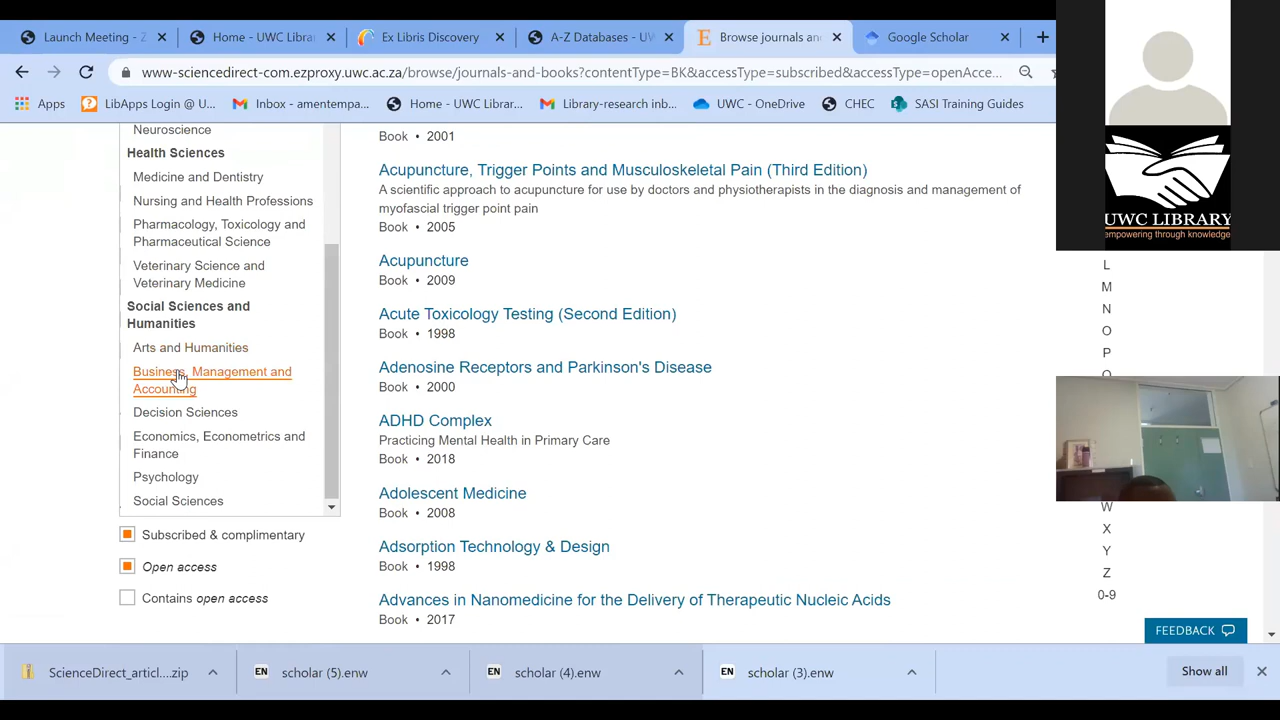 Launch Meeting - Z
Home - UWC Libra
Ex Libris Discovery
A-Z Databases - UW
Browse journals and
Google Scholar
www-sciencedirect-com.ezproxy.uwc.ac.za/browse/journals-and-books?contentType=BK&accessType=subscribed&accessType=openAcce...
Apps
LibApps Login @ U...
Inbox - amentempa...
Home - UWC Librar...
Library-research inb...
UWC - OneDrive
CHEC
SASI Training Guides
Neuroscience
Health Sciences
Medicine and Dentistry
Nursing and Health Professions
Pharmacology, Toxicology and
Pharmaceutical Science
Veterinary Science and
Veterinary Medicine
Social Sciences and
Humanities
Arts and Humanities
Business, Management and
Accounting
Decision Sciences
Economics, Econometrics and
Finance
Psychology
Social Sciences
Subscribed & complimentary
Open access
Contains open access
Book • 2001
Acupuncture, Trigger Points and Musculoskeletal Pain (Third Edition)
A scientific approach to acupuncture for use by doctors and physiotherapists in the diagnosis and management of
myofascial trigger point pain
Book • 2005
Acupuncture
Book • 2009
Acute Toxicology Testing (Second Edition)
Book • 1998
Adenosine Receptors and Parkinson's Disease
Book • 2000
ADHD Complex
Practicing Mental Health in Primary Care
Book • 2018
Adolescent Medicine
Book • 2008
Adsorption Technology & Design
Book • 1998
Advances in Nanomedicine for the Delivery of Therapeutic Nucleic Acids
Book • 2017
UWC LIBRARY
empowering through knowledge
L
M
N
O
P
Q
W
X
Y
Z
0-9
FEEDBACK
ScienceDirect_articl....zip
EN
scholar (5).enw
EN
scholar (4).enw
EN
scholar (3).enw
Show all